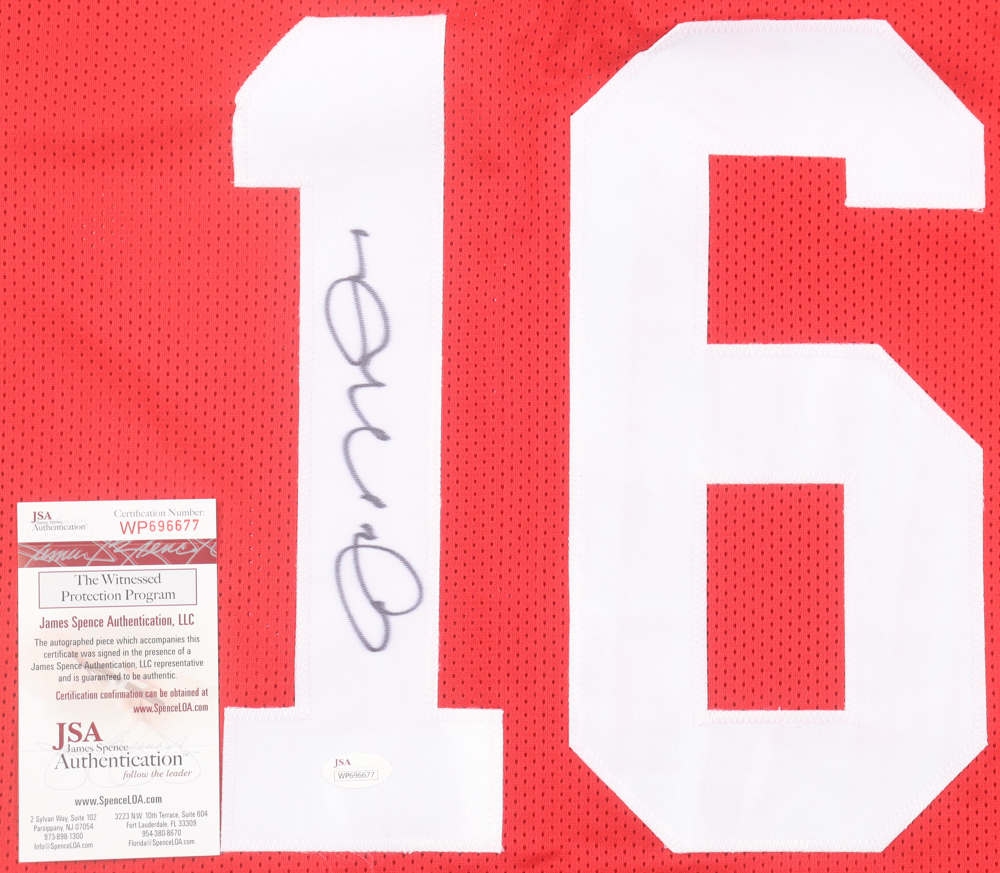 16
JSA
James Spence
Authentication
Certification Number:
WP696677
The Witnessed
Protection Program
James Spence Authentication, LLC
The autographed piece which accompanies this
certificate was signed in the presence of a
James Spence Authentication, LLC representative
and is guaranteed to be authentic.
Certification confirmation can be obtained at
www.SpenceLOA.com
JSA
James Spence
Authentication™
follow the leader
www.SpenceLOA.com
2 Sylvan Way, Suite 102
Parsippany, NJ 07054
973-898-1300
Info@SpenceLOA.com
3223 N.W. 10th Terrace, Suite 604
Fort Lauderdale, FL 33309
954-380-8670
Florida@SpenceLOA.com
JSA
WP696677